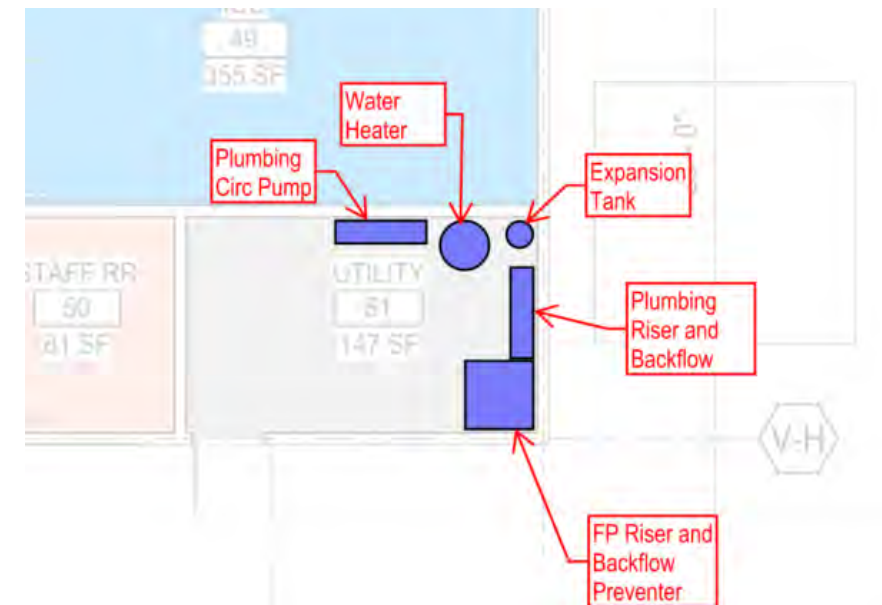 49
355 SF
Water
Heater
Plumbing
Circ Pump
Expansion
Tank
STAFF RR
50
81 SF
UTILITY
51
147 SF
Plumbing
Riser and
Backflow
V-H
FP Riser and
Backflow
Preventer